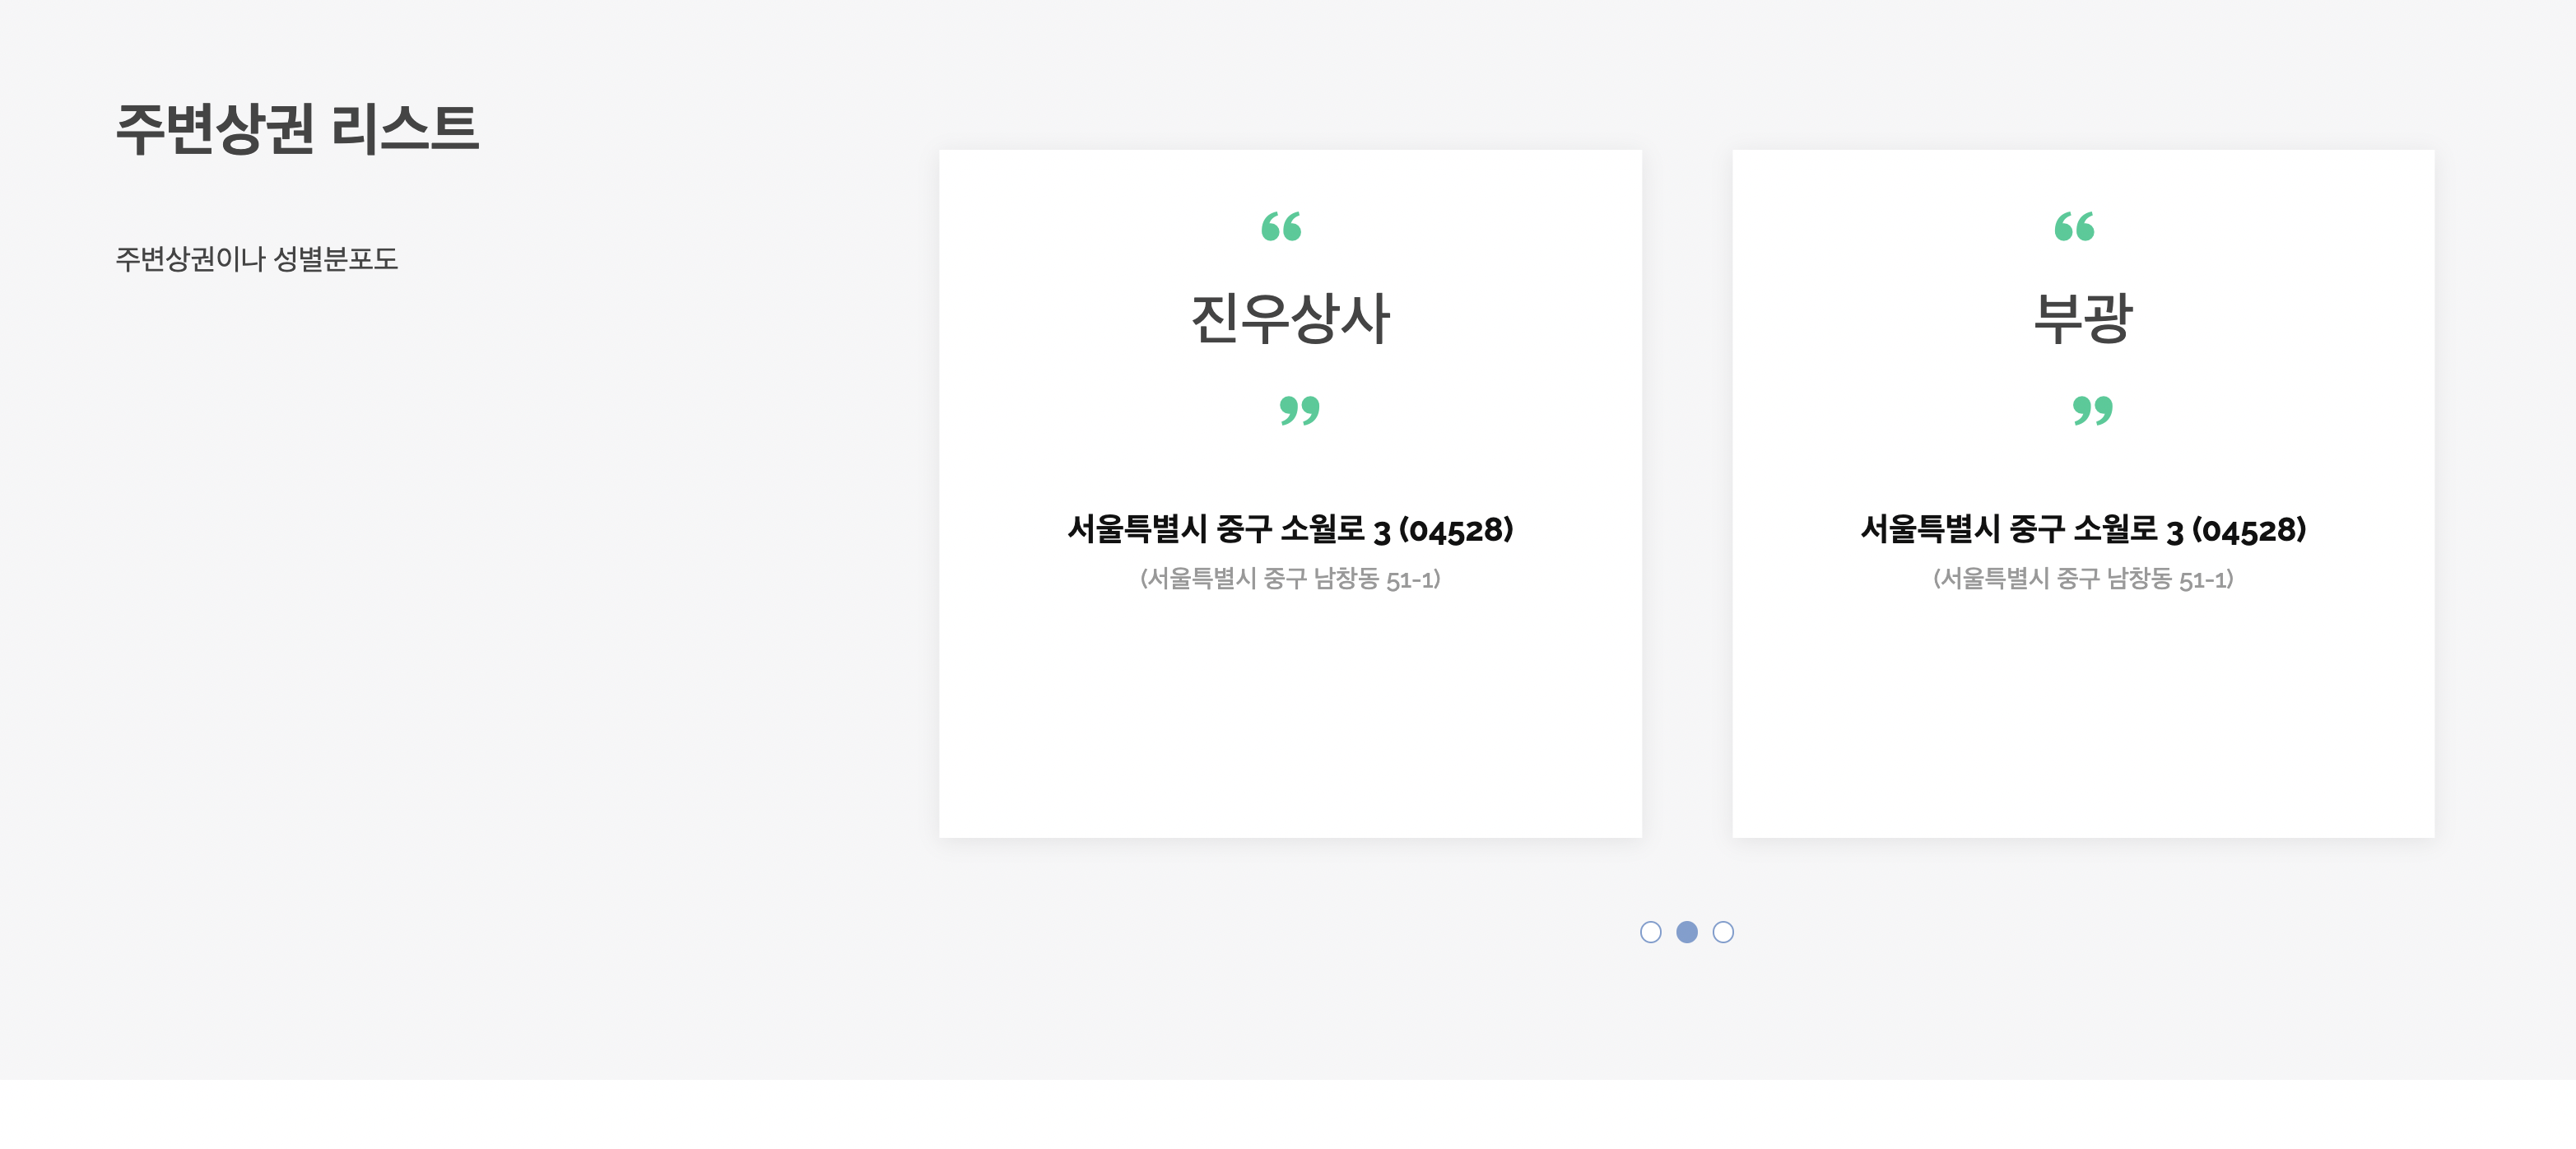 주변상권 리스트
주변상권이나 성별분포도
“
진우상사
”
서울특별시 중구 소월로 3 (04528)
(서울특별시 중구 남창동 51-1)
“
부광
”
서울특별시 중구 소월로 3 (04528)
(서울특별시 중구 남창동 51-1)